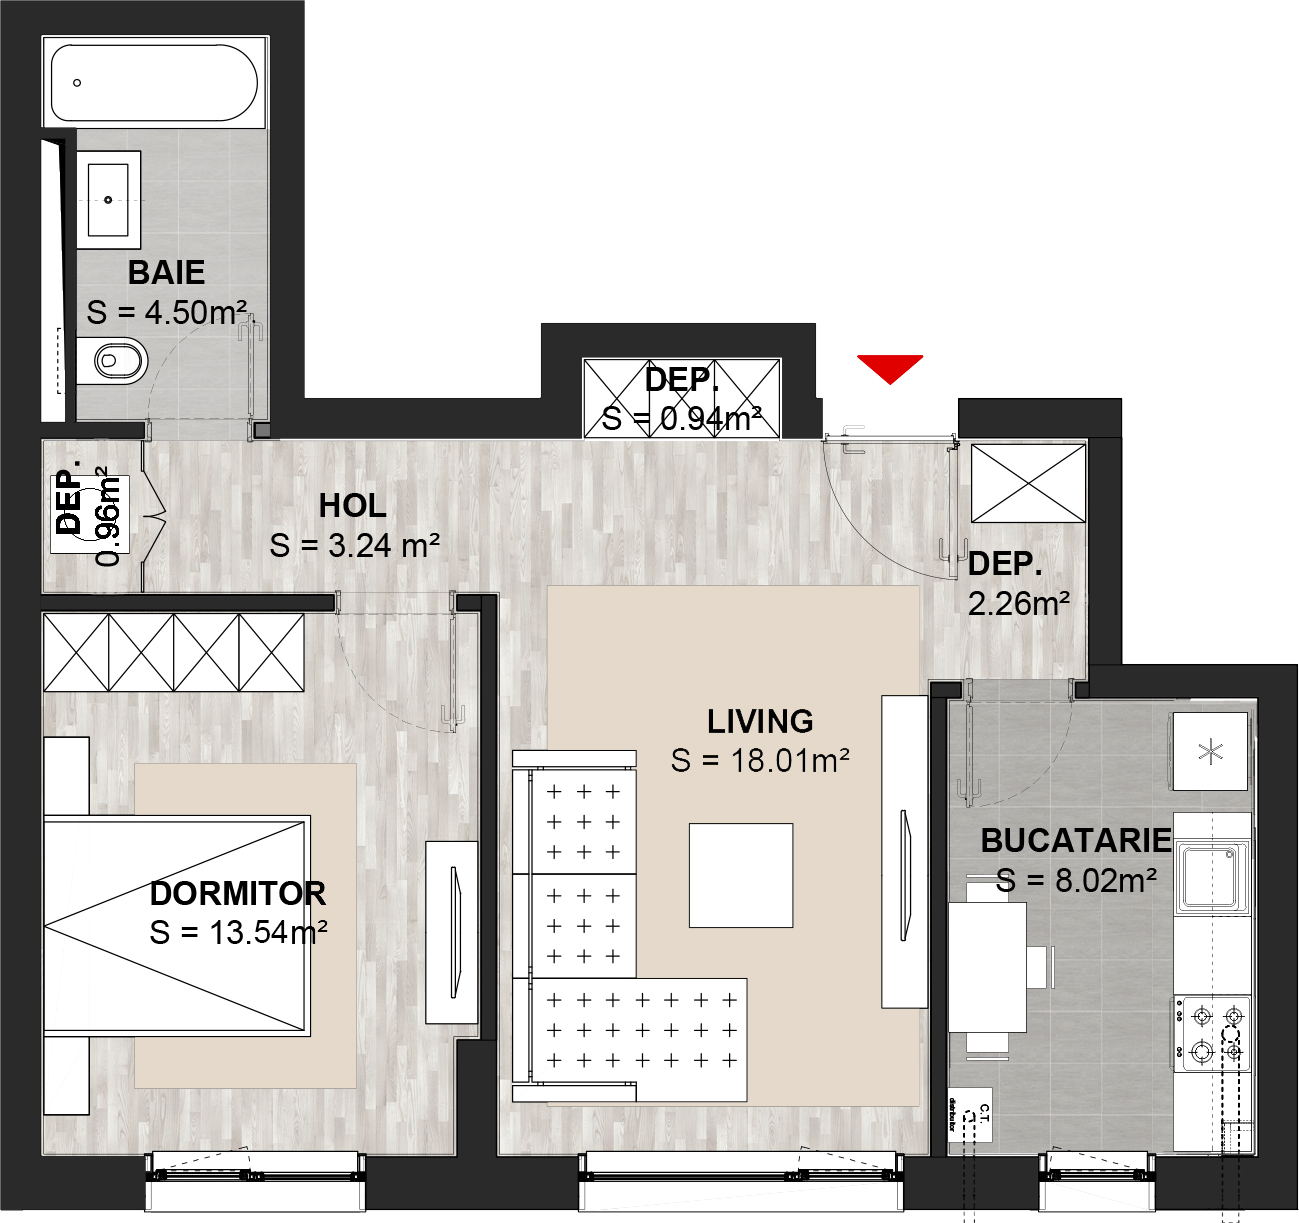 BAIE
S = 4.50m²
DEP.
S = 0.94m²
DEP.
0.96m²
HOL
S = 3.24 m²
DEP.
2.26m²
LIVING
S = 18.01m²
BUCATARIE
S = 8.02m²
DORMITOR
S = 13.54m²
C.T.
distribuitor